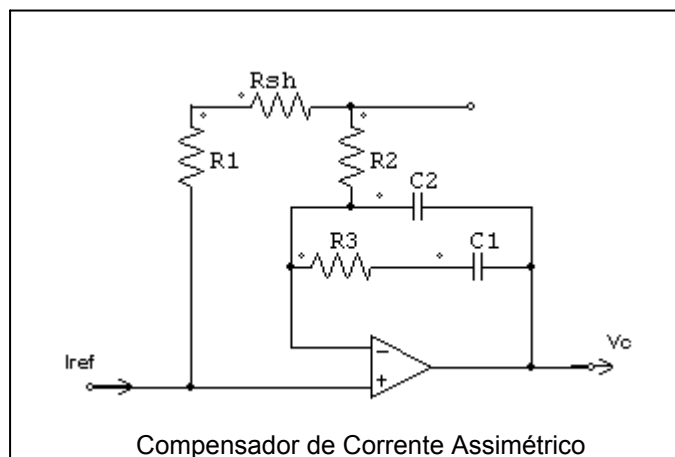 Rsh
R1
R2
C2
R3
C1
Iref
Vc
−
+
Compensador de Corrente Assimétrico